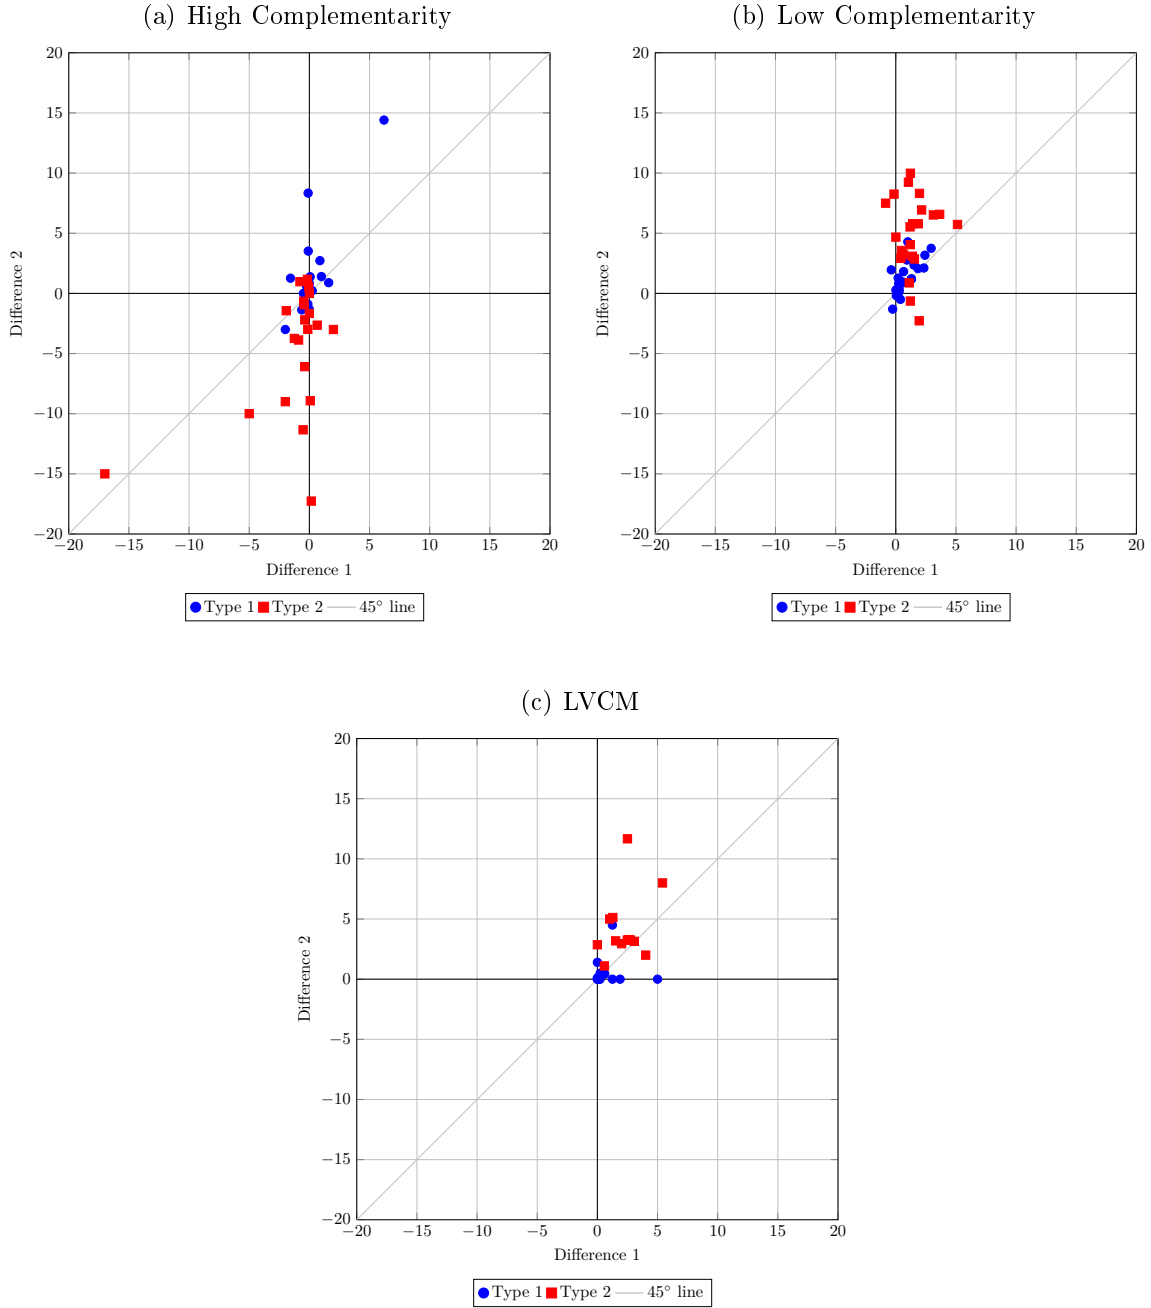 (a) High Complementarity
20
15
10
5
0
−5
−10
−15
−20
−20 −15 −10 −5 0 5 10 15 20
Difference 2
Difference 1
Type 1 Type 2 45° line
(b) Low Complementarity
20
15
10
5
0
−5
−10
−15
−20
−20 −15 −10 −5 0 5 10 15 20
Difference 2
Difference 1
Type 1 Type 2 45° line
(c) LVCM
20
15
10
5
0
−5
−10
−15
−20
−20 −15 −10 −5 0 5 10 15 20
Difference 2
Difference 1
Type 1 Type 2 45° line